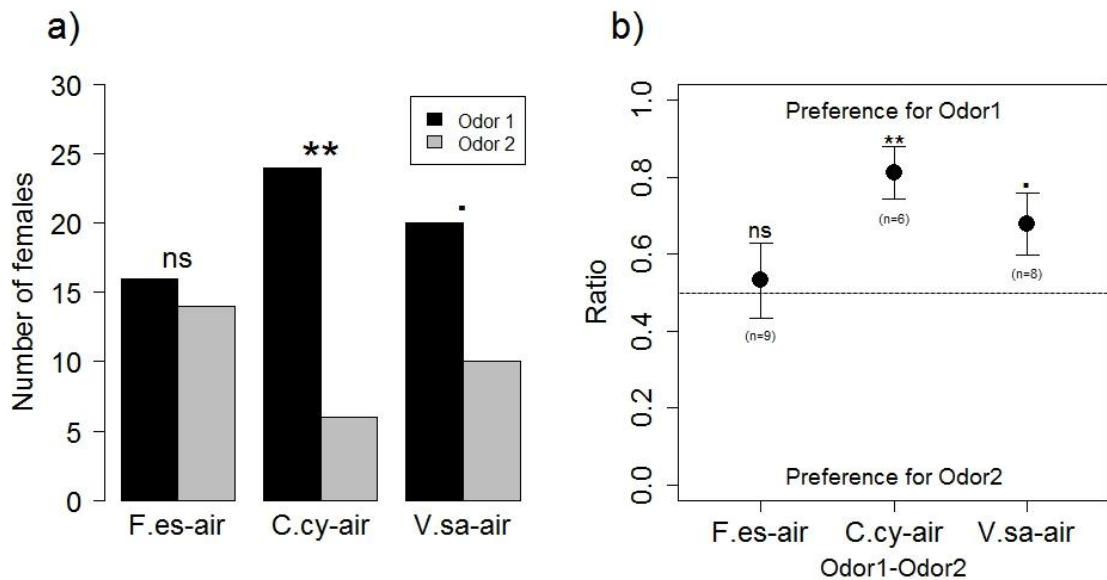 a)
Number of females
30
25
20
15
10
5
0
Odor 1
Odor 2
ns
**
.
F.es-air C.cy-air V.sa-air
b)
Ratio
1.0
0.8
0.6
0.4
0.2
0.0
Preference for Odor1
**
(n=6)
.
(n=8)
ns
(n=9)
Preference for Odor2
F.es-air C.cy-air V.sa-air
Odor1-Odor2